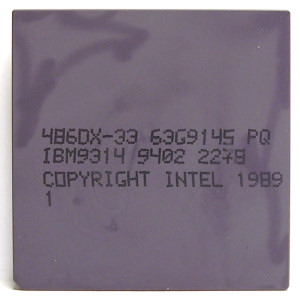 486DX-33 63G9145 PQ
IBM9314 9402 2278
COPYRIGHT INTEL 1989
1